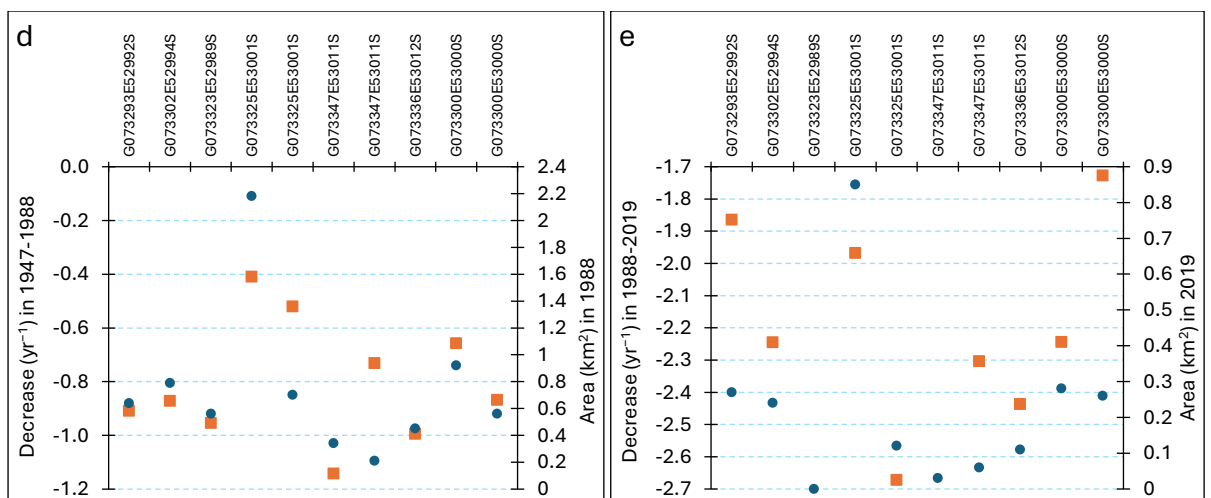 d
G073293E52992S
G073302E52994S
G073323E52989S
G073325E53001S
G073325E53001S
G073347E53011S
G073347E53011S
G073336E53012S
G073300E53000S
G073300E53000S
Decrease (yr⁻¹) in 1947-1988
0.0
-0.2
-0.4
-0.6
-0.8
-1.0
-1.2
2.4
2.2
2
1.8
1.6
1.4
1.2
1
0.8
0.6
0.4
0.2
0
Area (km²) in 1988
e
G073293E52992S
G073302E52994S
G073323E52989S
G073325E53001S
G073325E53001S
G073347E53011S
G073347E53011S
G073336E53012S
G073300E53000S
G073300E53000S
Decrease (yr⁻¹) in 1988-2019
-1.7
-1.8
-1.9
-2.0
-2.1
-2.2
-2.3
-2.4
-2.5
-2.6
-2.7
0.9
0.8
0.7
0.6
0.5
0.4
0.3
0.2
0.1
0
Area (km²) in 2019